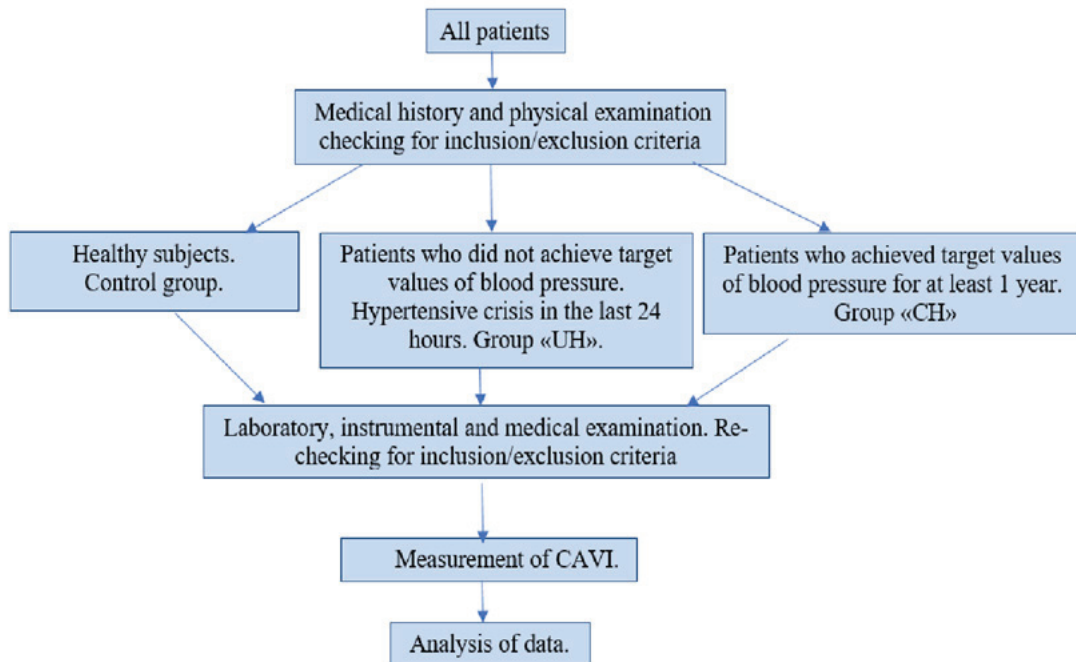 All patients
Medical history and physical examination
checking for inclusion/exclusion criteria
Healthy subjects.
Control group.
Patients who did not achieve target
values of blood pressure.
Hypertensive crisis in the last 24
hours. Group «UH».
Patients who achieved target values
of blood pressure for at least 1 year.
Group «CH»
Laboratory, instrumental and medical examination. Re-
checking for inclusion/exclusion criteria
Measurement of CAVI.
Analysis of data.